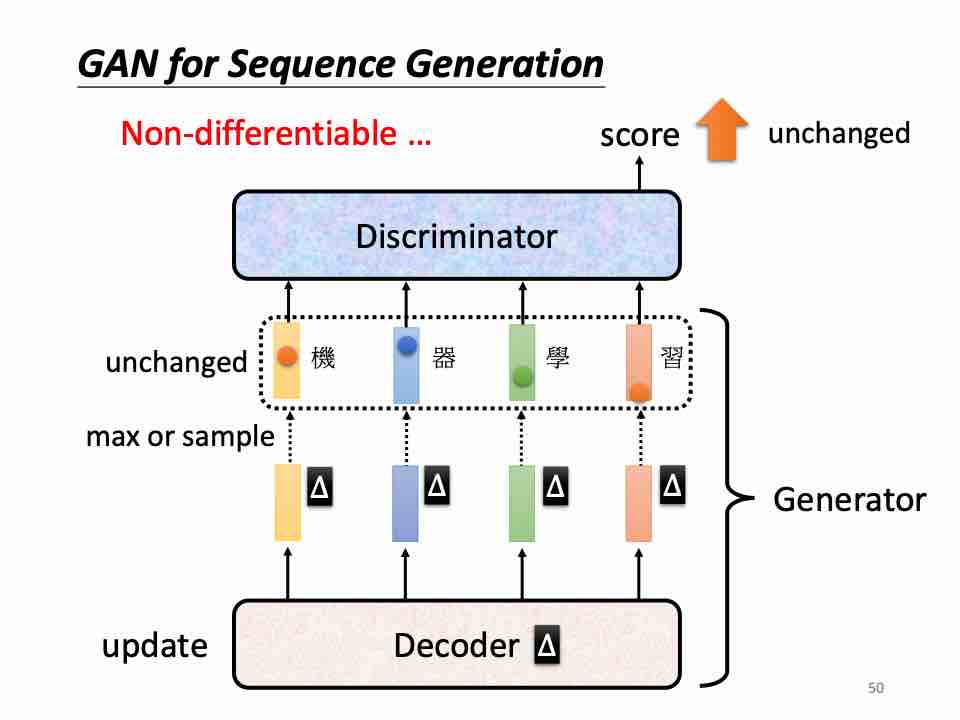 GAN for Sequence Generation
Non-differentiable …
score
unchanged
Discriminator
unchanged
機
器
學
習
max or sample
Δ
Δ
Δ
Δ
Generator
update
Decoder Δ
50